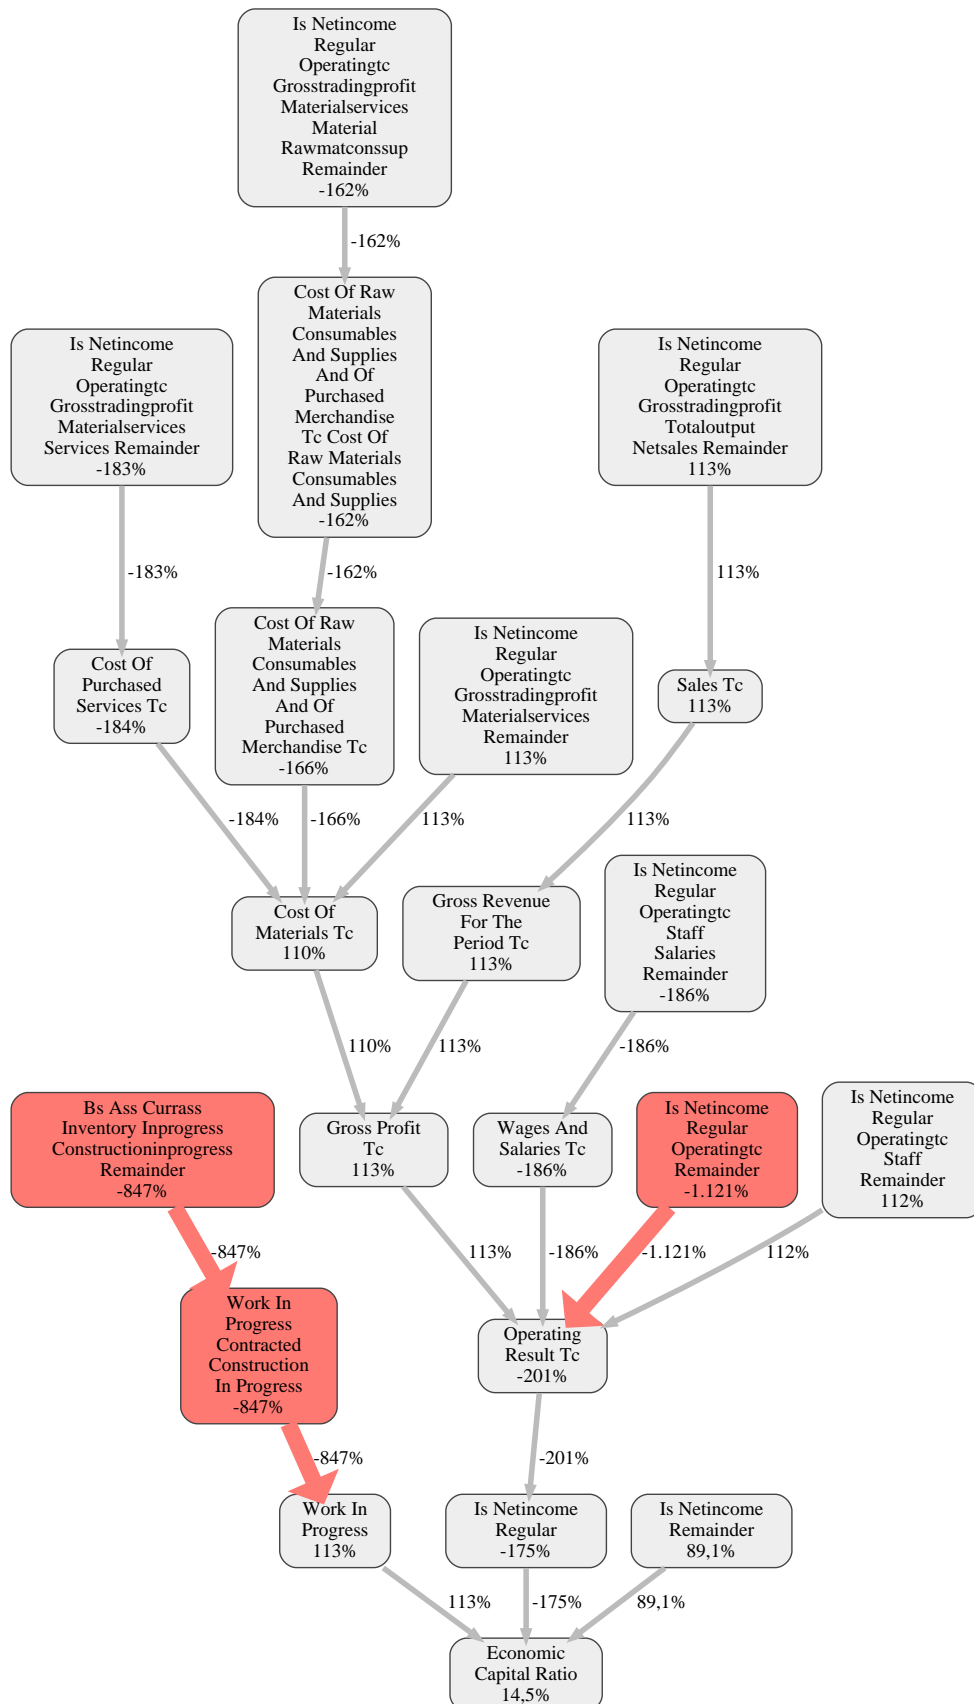 Is Netincome
Regular
Operatingtc
Grosstradingprofit
Materialservices
Material
Rawmatconssup
Remainder
-162%
-162%
Cost Of Raw
Materials
Consumables
And Supplies
And Of
Purchased
Merchandise
Tc Cost Of
Raw Materials
Consumables
And Supplies
-162%
Is Netincome
Regular
Operatingtc
Grosstradingprofit
Materialservices
Services Remainder
-183%
Is Netincome
Regular
Operatingtc
Grosstradingprofit
Totaloutput
Netsales Remainder
113%
-183%
-162%
113%
Cost Of
Purchased
Services Tc
-184%
Cost Of Raw
Materials
Consumables
And Supplies
And Of
Purchased
Merchandise Tc
-166%
Is Netincome
Regular
Operatingtc
Grosstradingprofit
Materialservices
Remainder
113%
Sales Tc
113%
-184%
-166%
113%
113%
Cost Of
Materials Tc
110%
Gross Revenue
For The
Period Tc
113%
Is Netincome
Regular
Operatingtc
Staff
Salaries
Remainder
-186%
110%
113%
-186%
Bs Ass Currass
Inventory Inprogress
Constructioninprogress
Remainder
-847%
Gross Profit
Tc
113%
Wages And
Salaries Tc
-186%
Is Netincome
Regular
Operatingtc
Remainder
-1.121%
Is Netincome
Regular
Operatingtc
Staff
Remainder
112%
-847%
113%
-186%
-1.121%
112%
Work In
Progress
Contracted
Construction
In Progress
-847%
Operating
Result Tc
-201%
-847%
-201%
Work In
Progress
113%
Is Netincome
Regular
-175%
Is Netincome
Remainder
89,1%
113%
-175%
89,1%
Economic
Capital Ratio
14,5%